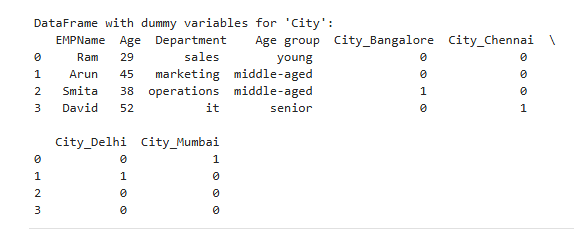 DataFrame with dummy variables for 'City':
  EMPName  Age  Department    Age group  City_Bangalore  City_Chennai  \
0     Ram   29       sales        young               0             0
1    Arun   45   marketing  middle-aged               0             0
2   Smita   38  operations  middle-aged               1             0
3   David   52          it       senior               0             1
   City_Delhi  City_Mumbai
0           0            1
1           1            0
2           0            0
3           0            0